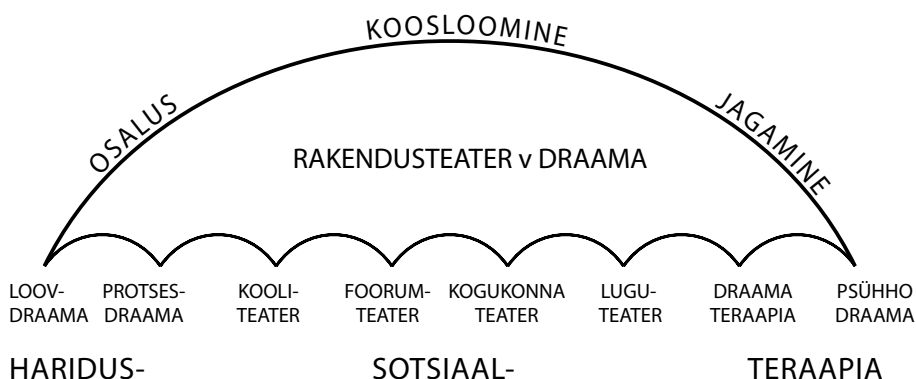 KOOSLOOMINE
OSALUS
JAGAMINE
RAKENDUSTEATER v DRAAMA
LOOV-
DRAAMA
PROTSES-
DRAAMA
KOOLI-
TEATER
FOORUM-
TEATER
KOGUKONNA
TEATER
LUGU-
TEATER
DRAAMA
TERAAPIA
PSÜHHO
DRAAMA
HARIDUS-
SOTSIAAL-
TERAAPIA